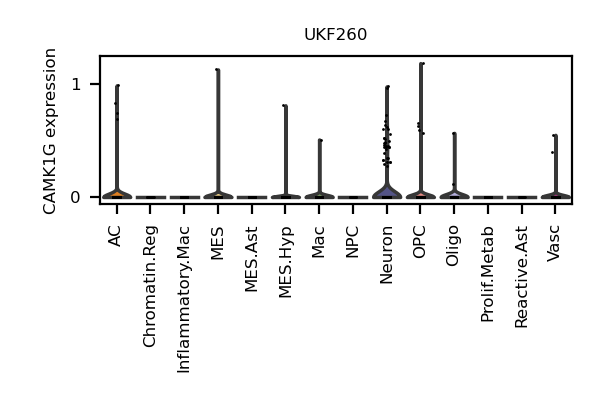 UKF260
CAMK1G expression
1
0
AC
Chromatin.Reg
Inflammatory.Mac
MES
MES.Ast
MES.Hyp
Mac
NPC
Neuron
OPC
Oligo
Prolif.Metab
Reactive.Ast
Vasc